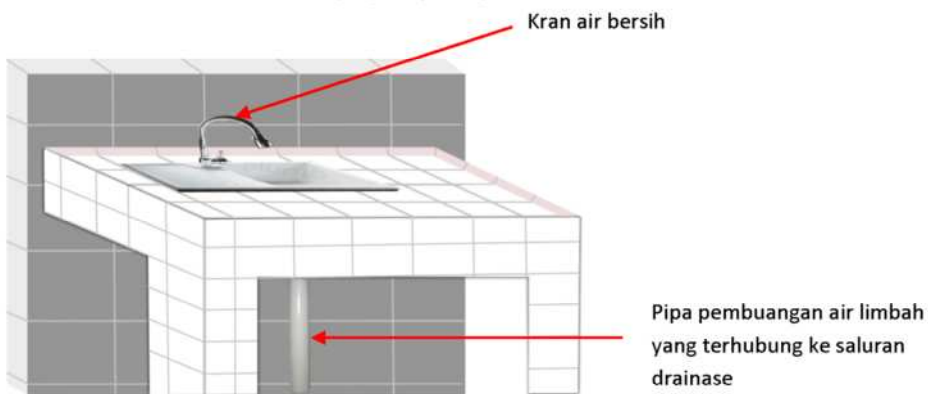 Kran air bersih
Pipa pembuangan air limbah
yang terhubung ke saluran
drainase